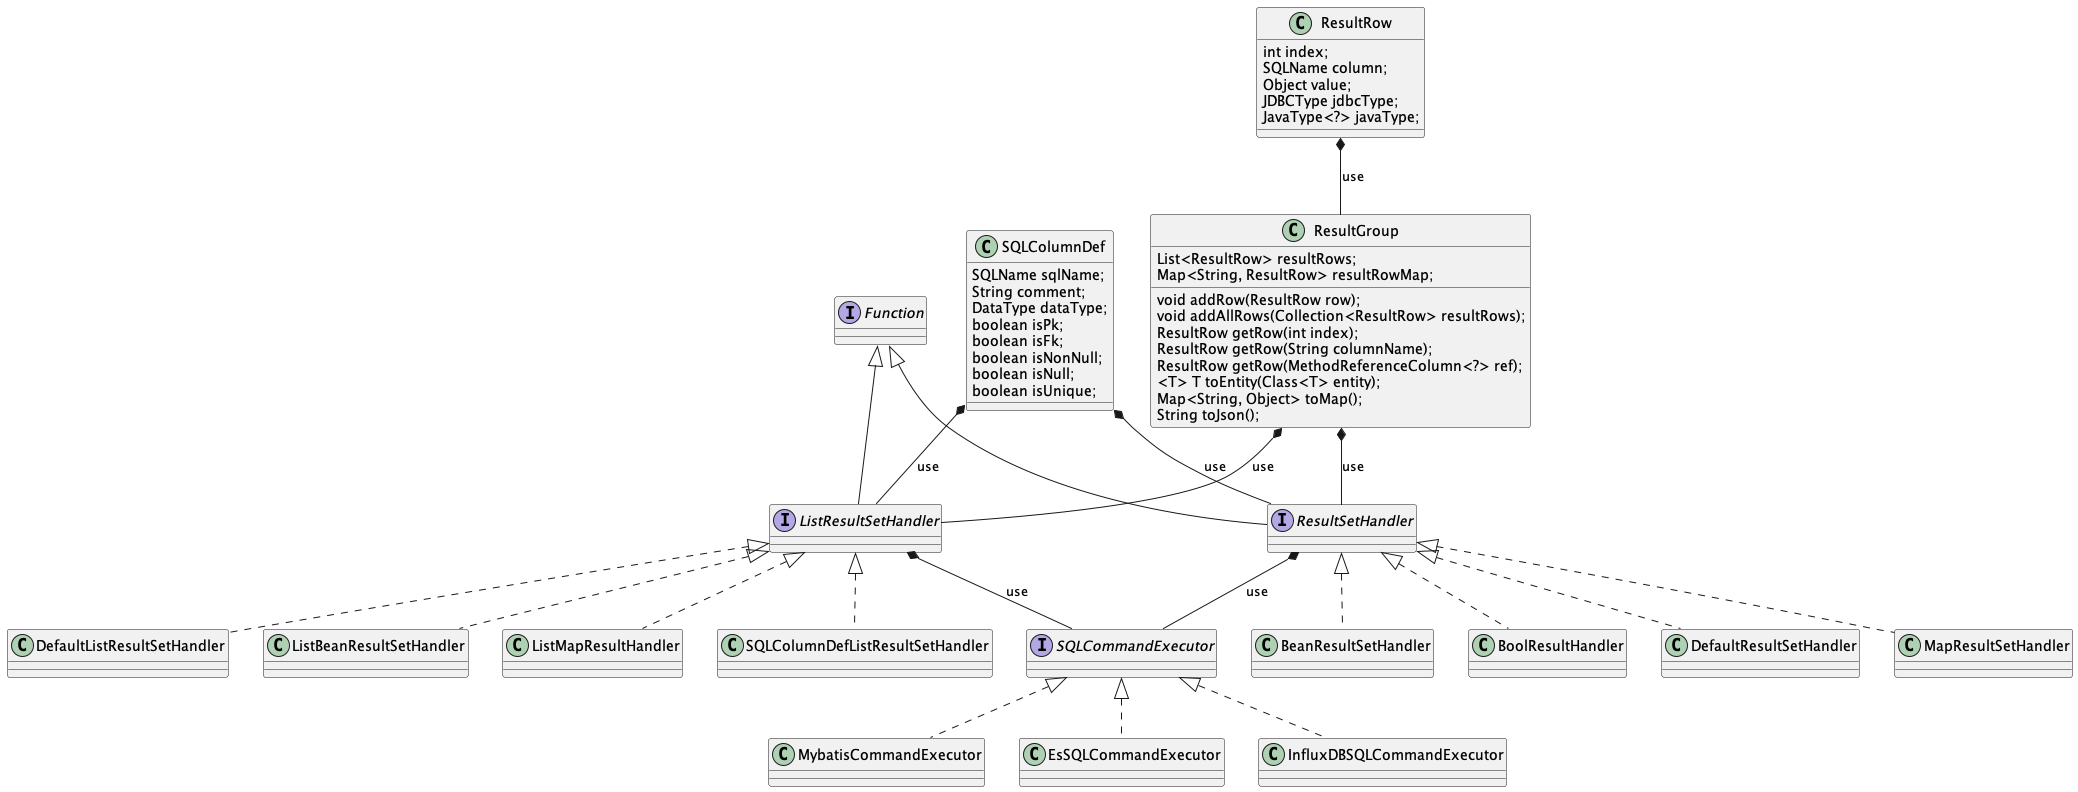 C ResultRow
int index;
SQLName column;
Object value;
JDBCType jdbcType;
JavaType<?> javaType;
use
C ResultGroup
List<ResultRow> resultRows;
Map<String, ResultRow> resultRowMap;
void addRow(ResultRow row);
void addAllRows(Collection<ResultRow> resultRows);
ResultRow getRow(int index);
ResultRow getRow(String columnName);
ResultRow getRow(MethodReferenceColumn<?> ref);
<T> T toEntity(Class<T> entity);
Map<String, Object> toMap();
String toJson();
C SQLColumnDef
SQLName sqlName;
String comment;
DataType dataType;
boolean isPk;
boolean isFk;
boolean isNonNull;
boolean isNull;
boolean isUnique;
I Function
use
use
use
use
I ListResultSetHandler
I ResultSetHandler
use
use
C DefaultListResultSetHandler
C ListBeanResultSetHandler
C ListMapResultHandler
C SQLColumnDefListResultSetHandler
I SQLCommandExecutor
C BeanResultSetHandler
C BoolResultHandler
C DefaultResultSetHandler
C MapResultSetHandler
C MybatisCommandExecutor
C EsSQLCommandExecutor
C InfluxDBSQLCommandExecutor